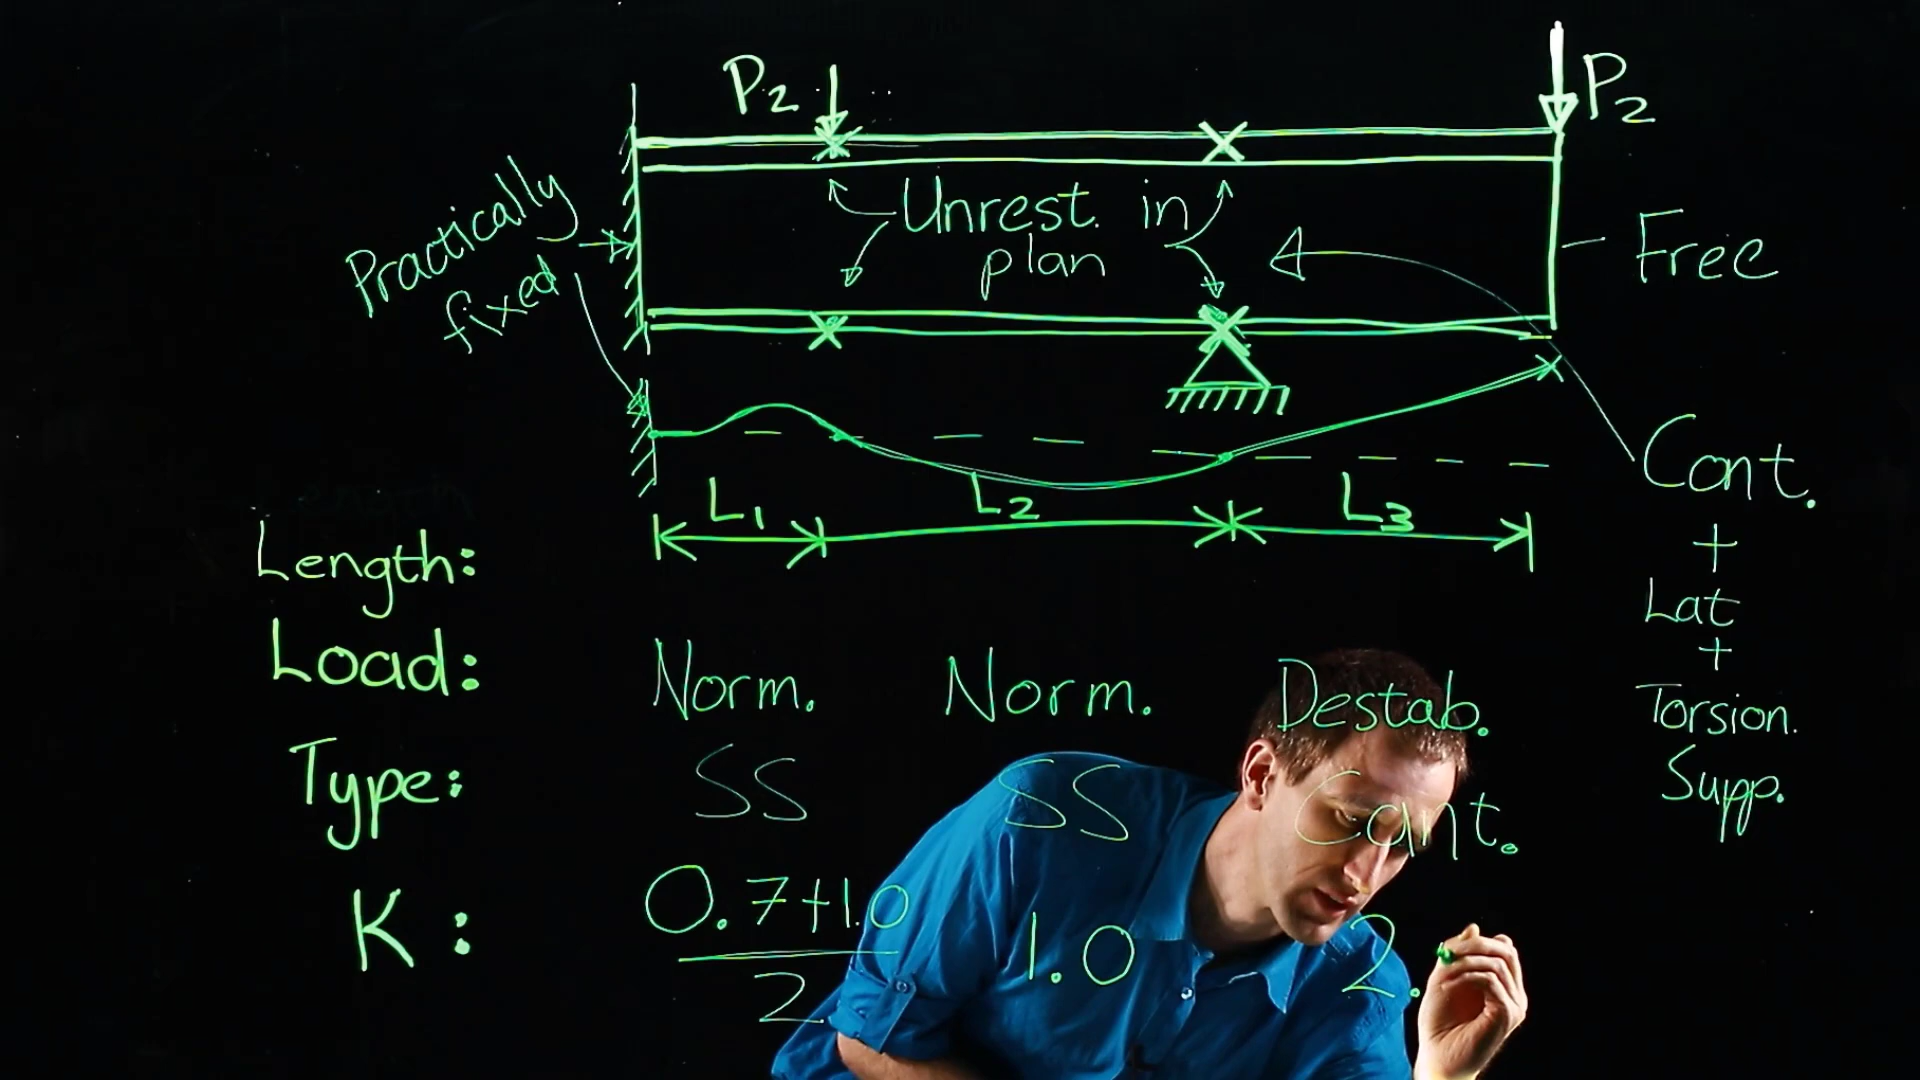 P2 P2
Practically
fixed
Unrest. in
plan
Free
L1 L2 L3
Cont.
+
Lat
+
Torsion.
Supp.
Length:
Load: Norm. Norm. Destab.
Type: SS SS Cant.
K: 0.7+1.0 1.0 2.
2